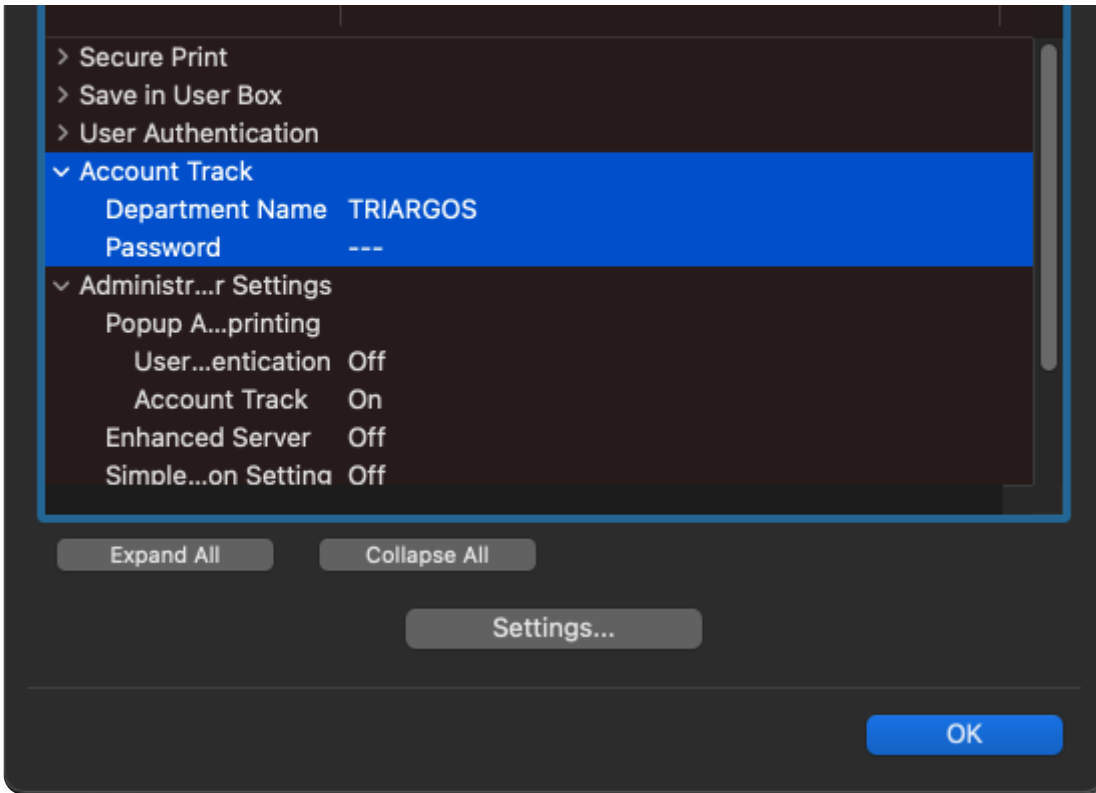 Secure Print
Save in User Box
User Authentication
Account Track
Department Name TRIARGOS
Password ---
Administr...r Settings
Popup A...printing
User...entication Off
Account Track On
Enhanced Server Off
Simple...on Setting Off
Expand All Collapse All
Settings...
OK